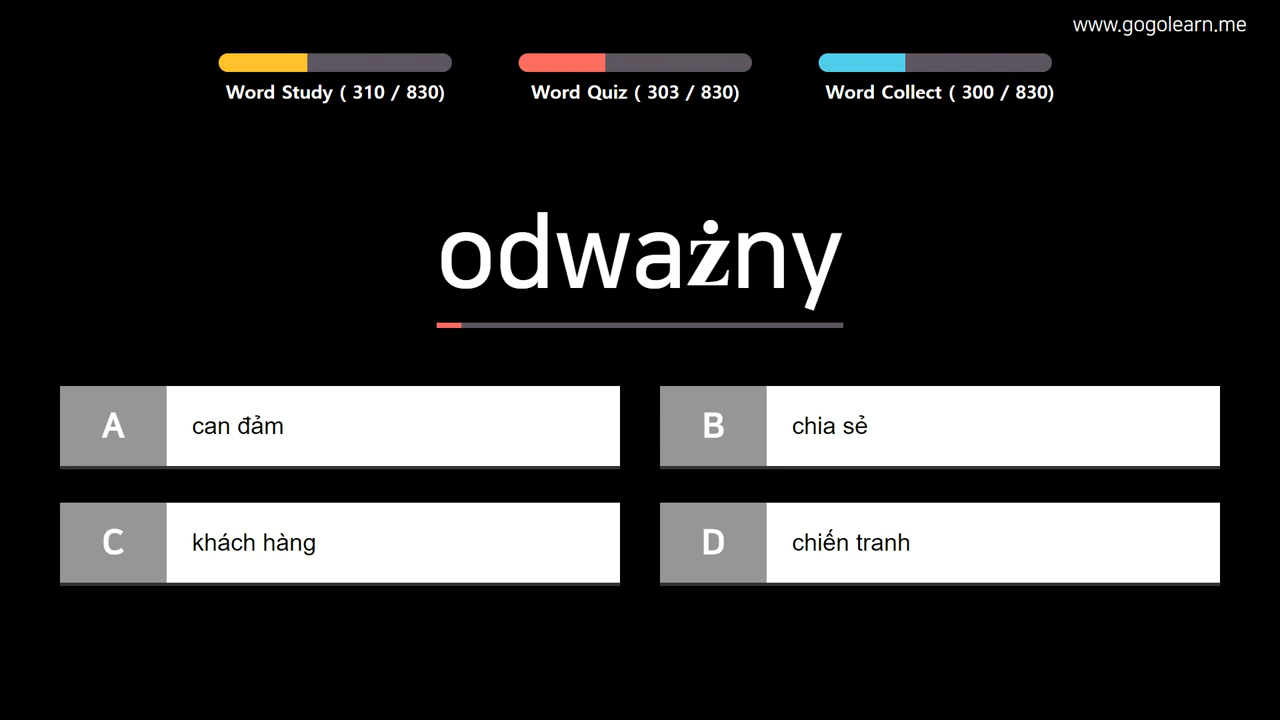 www.gogolearn.me
Word Study ( 310 / 830)
Word Quiz ( 303 / 830)
Word Collect ( 300 / 830)
odważny
A can đảm
B chia sẻ
C khách hàng
D chiến tranh